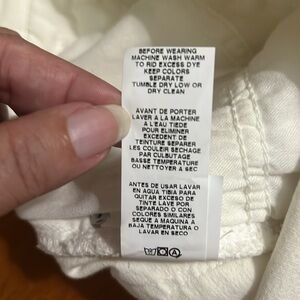 BEFORE WEARING
MACHINE WASH WARM
TO RID EXCESS DYE
KEEP COLORS
SEPARATE
TUMBLE DRY LOW OR
DRY CLEAN
AVANT DE PORTER
LAVER A LA MACHINE
A L'EAU TIEDE
POUR ELIMINER
EXCEDENT DE
TEINTURE SEPARER
LES COULEIR SECHAGE
PAR CULBUTAGE
BASSE TEMPERATURE
OU NETTOYER A SEC
ANTES DE USAR LAVAR
EN AGUA TIBIA PARA
QUITAR EXCESO DE
TINTE LAVE POR
SEPARADO O CON
COLORES SIMILARES
SEQUE A MAQUINA A
BAJA TEMPERATURA O
LAVAR EN SECO
A